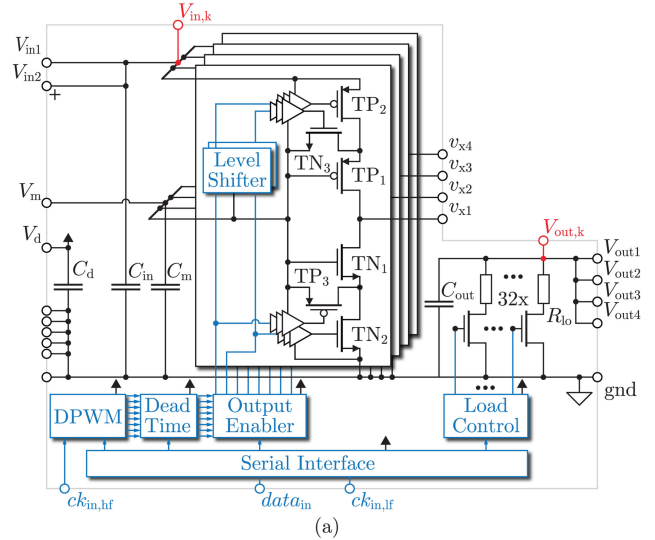 V_in,k
V_in1
V_in2
+
TP_2
TN_3
TP_1
Level
Shifter
v_x4
v_x3
v_x2
v_x1
V_m
V_d
V_out,k
C_d
C_in
C_m
TP_3
TN_1
TN_2
C_out
32x
R_lo
V_out1
V_out2
V_out3
V_out4
gnd
DPWM
Dead
Time
Output
Enabler
Load
Control
Serial Interface
ck_in,hf
data_in
ck_in,lf
(a)